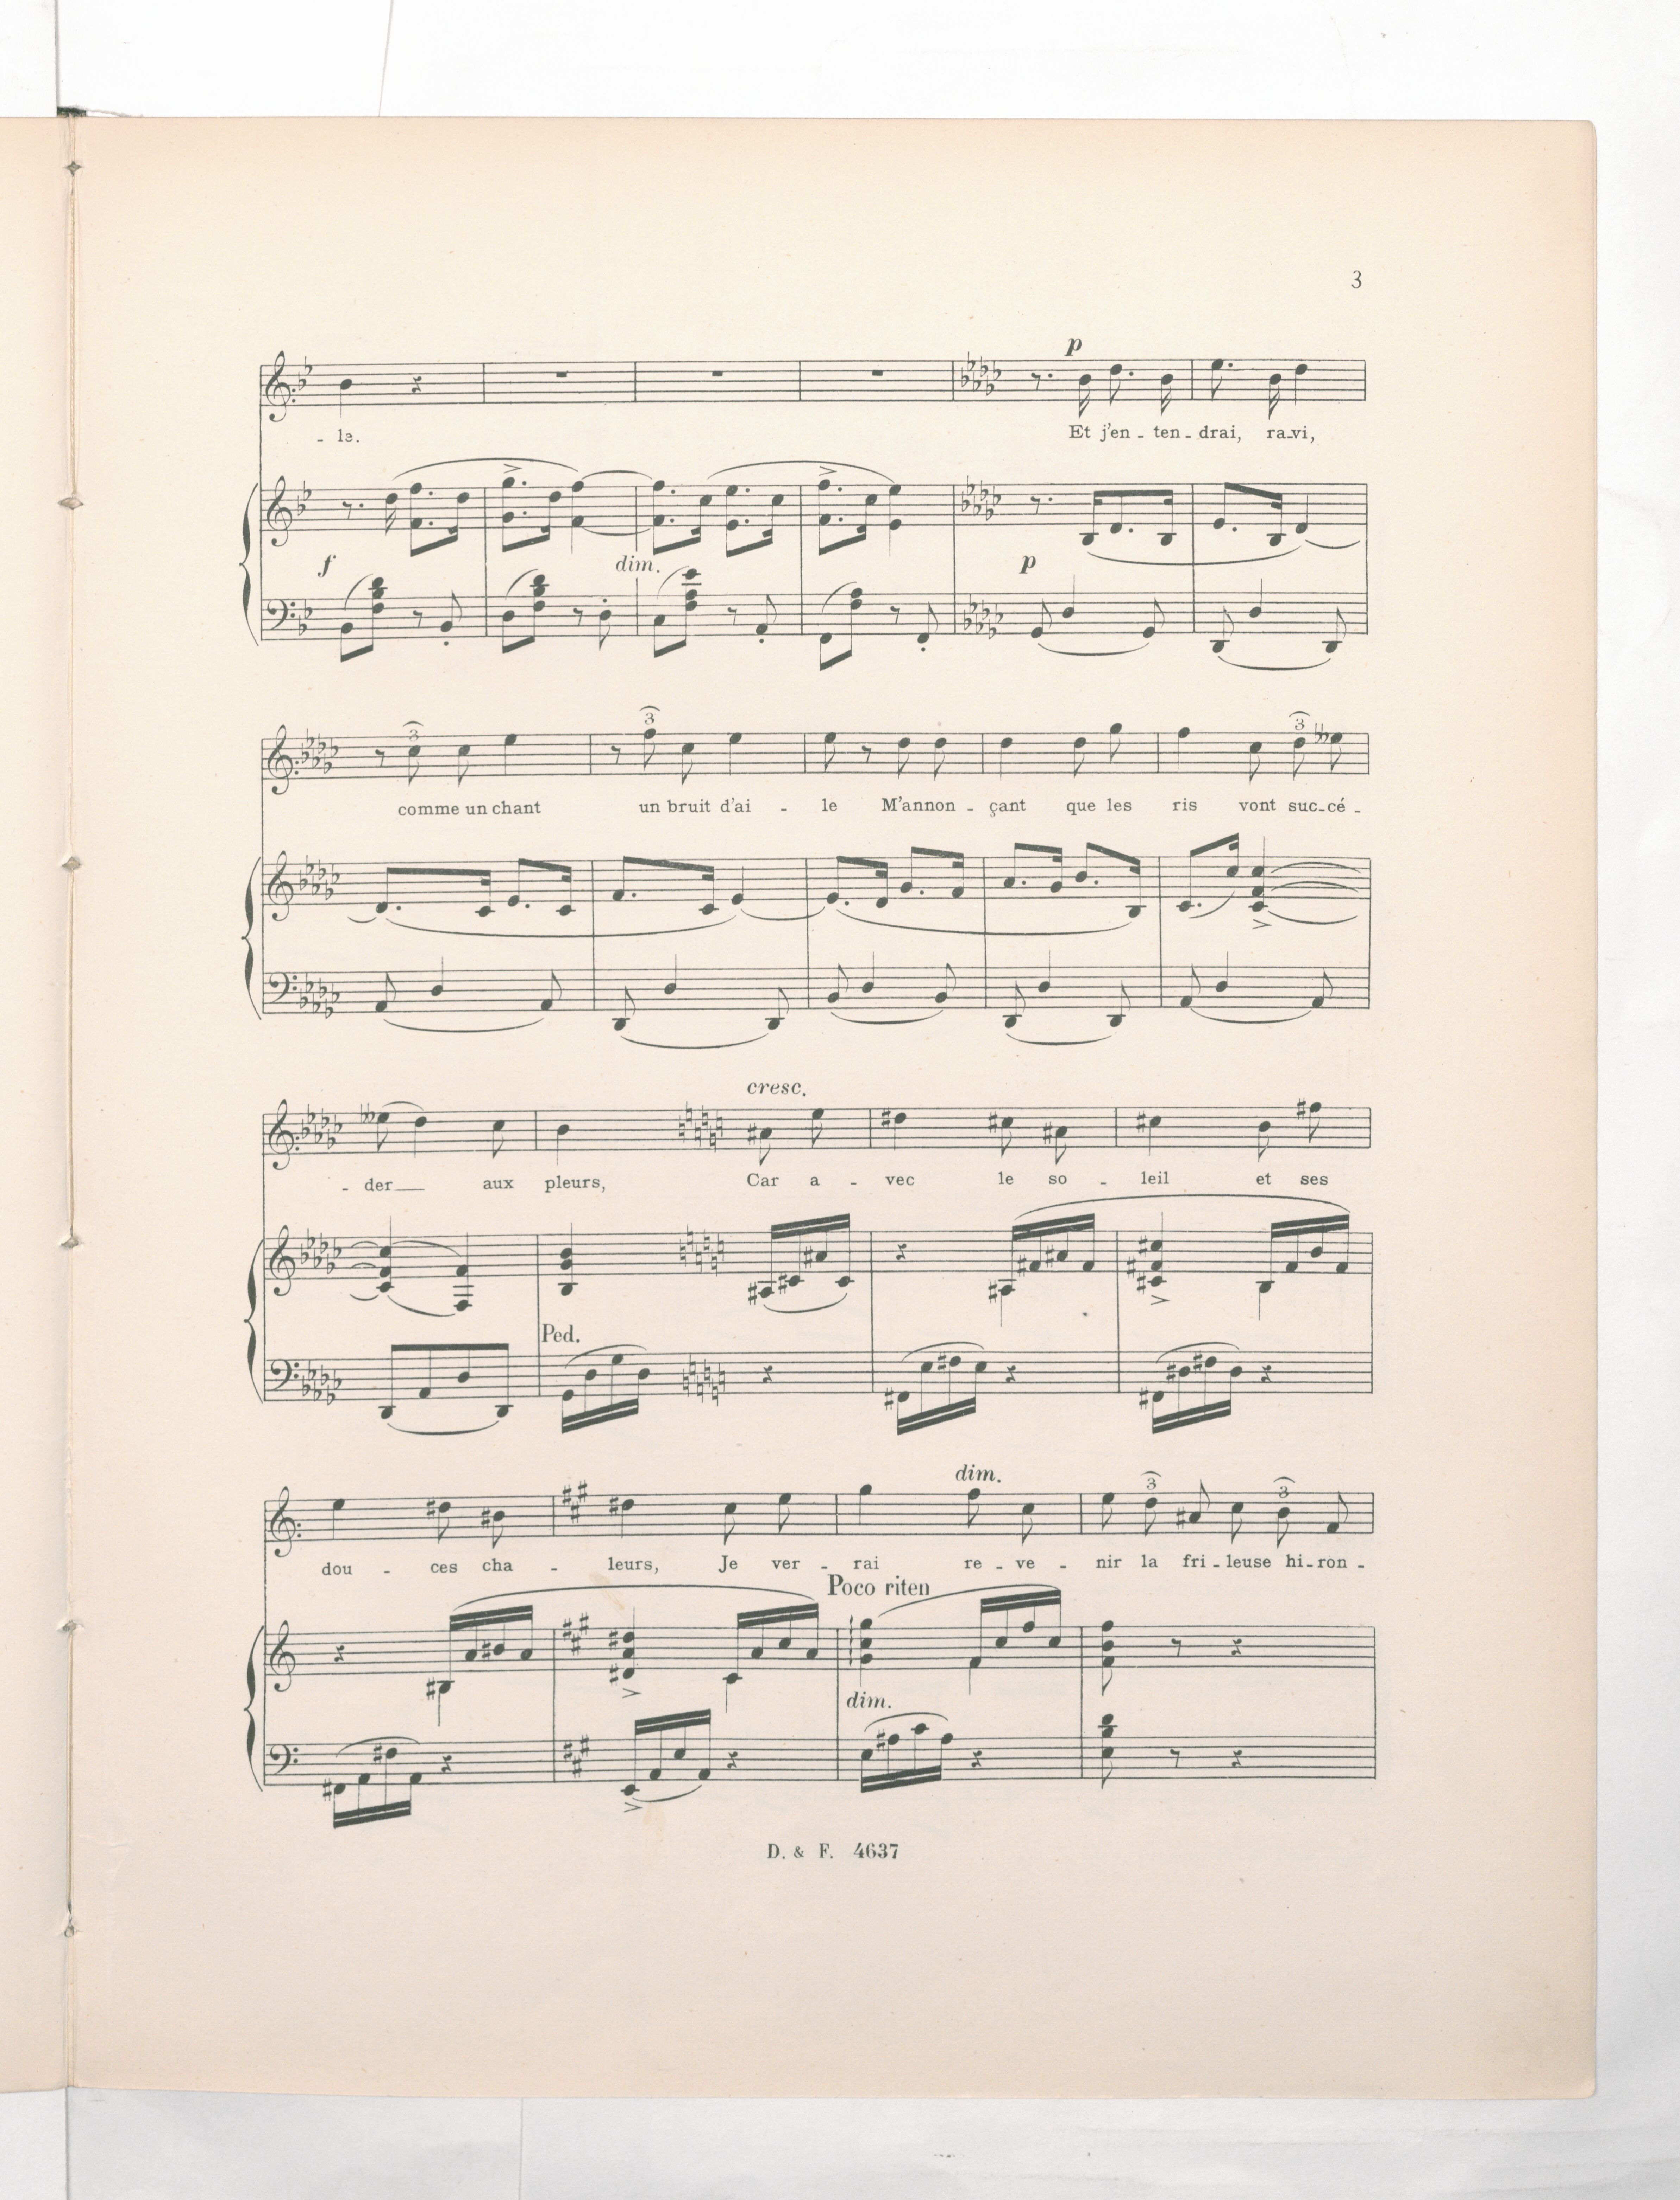 3
p
- le.
Et j'en - ten - drai, ra-vi,
f
dim.
p
3
3
3
comme un chant un bruit d'ai - le M'annon - çant que les ris vont suc-cé -
cresc.
- der aux pleurs, Car a - vec le so - leil et ses
Ped.
dim.
3
3
dou - ces cha - leurs, Je ver - rai re - ve - nir la fri - leuse hi - ron -
Poco riten
dim.
D. & F. 4637